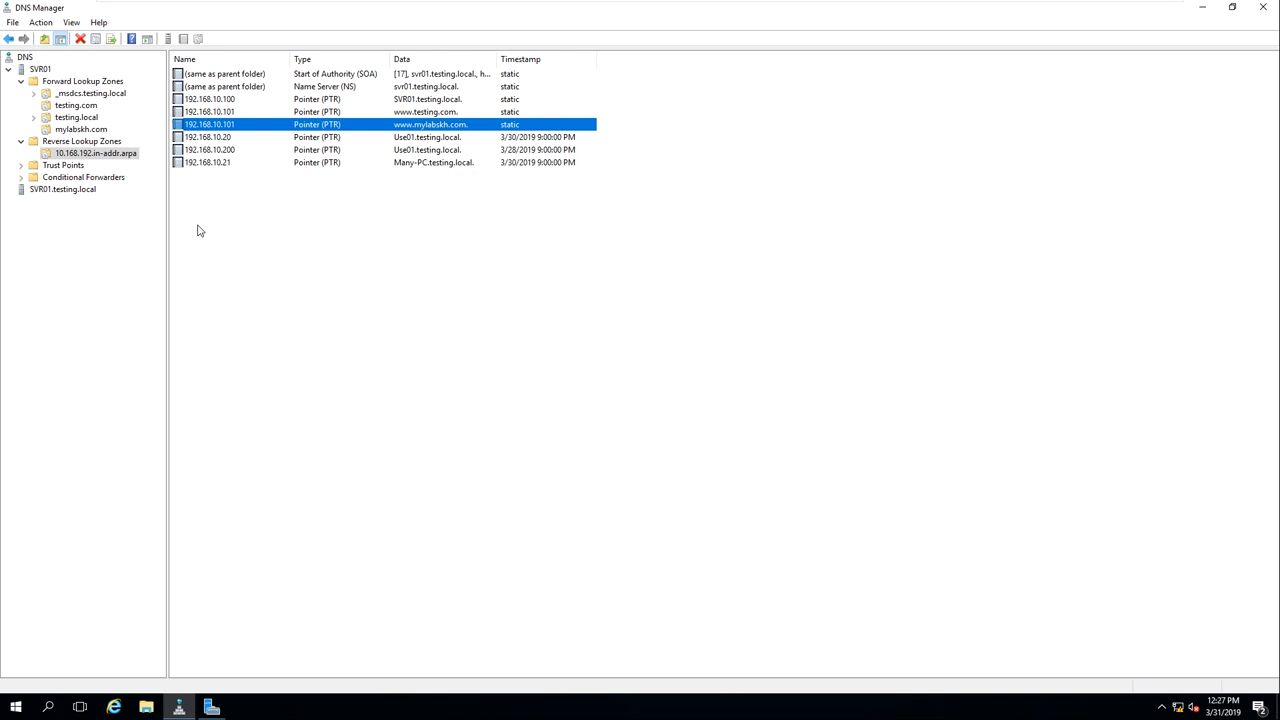 DNS Manager
File Action View Help
DNS
SVR01
Forward Lookup Zones
_msdcs.testing.local
testing.com
testing.local
mylabskh.com
Reverse Lookup Zones
10.168.192.in-addr.arpa
Trust Points
Conditional Forwarders
SVR01.testing.local
Name Type Data Timestamp
(same as parent folder) Start of Authority (SOA) [17], svr01.testing.local., h... static
(same as parent folder) Name Server (NS) svr01.testing.local. static
192.168.10.100 Pointer (PTR) SVR01.testing.local. static
192.168.10.101 Pointer (PTR) www.testing.com. static
192.168.10.101 Pointer (PTR) www.mylabskh.com. static
192.168.10.20 Pointer (PTR) Use01.testing.local. 3/30/2019 9:00:00 PM
192.168.10.200 Pointer (PTR) Use01.testing.local. 3/28/2019 9:00:00 PM
192.168.10.21 Pointer (PTR) Many-PC.testing.local. 3/30/2019 9:00:00 PM
12:27 PM
3/31/2019
2